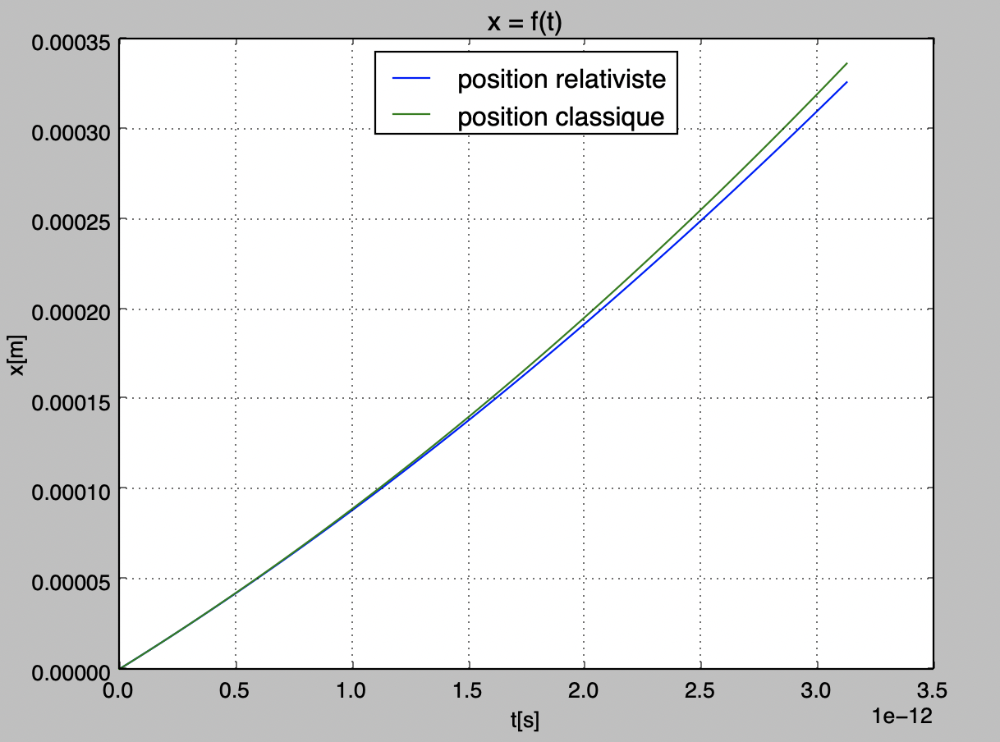 x = f(t)
position relativiste
position classique
0.00035
0.00030
0.00025
0.00020
0.00015
0.00010
0.00005
0.00000
x[m]
0.0 0.5 1.0 1.5 2.0 2.5 3.0 3.5
1e−12
t[s]